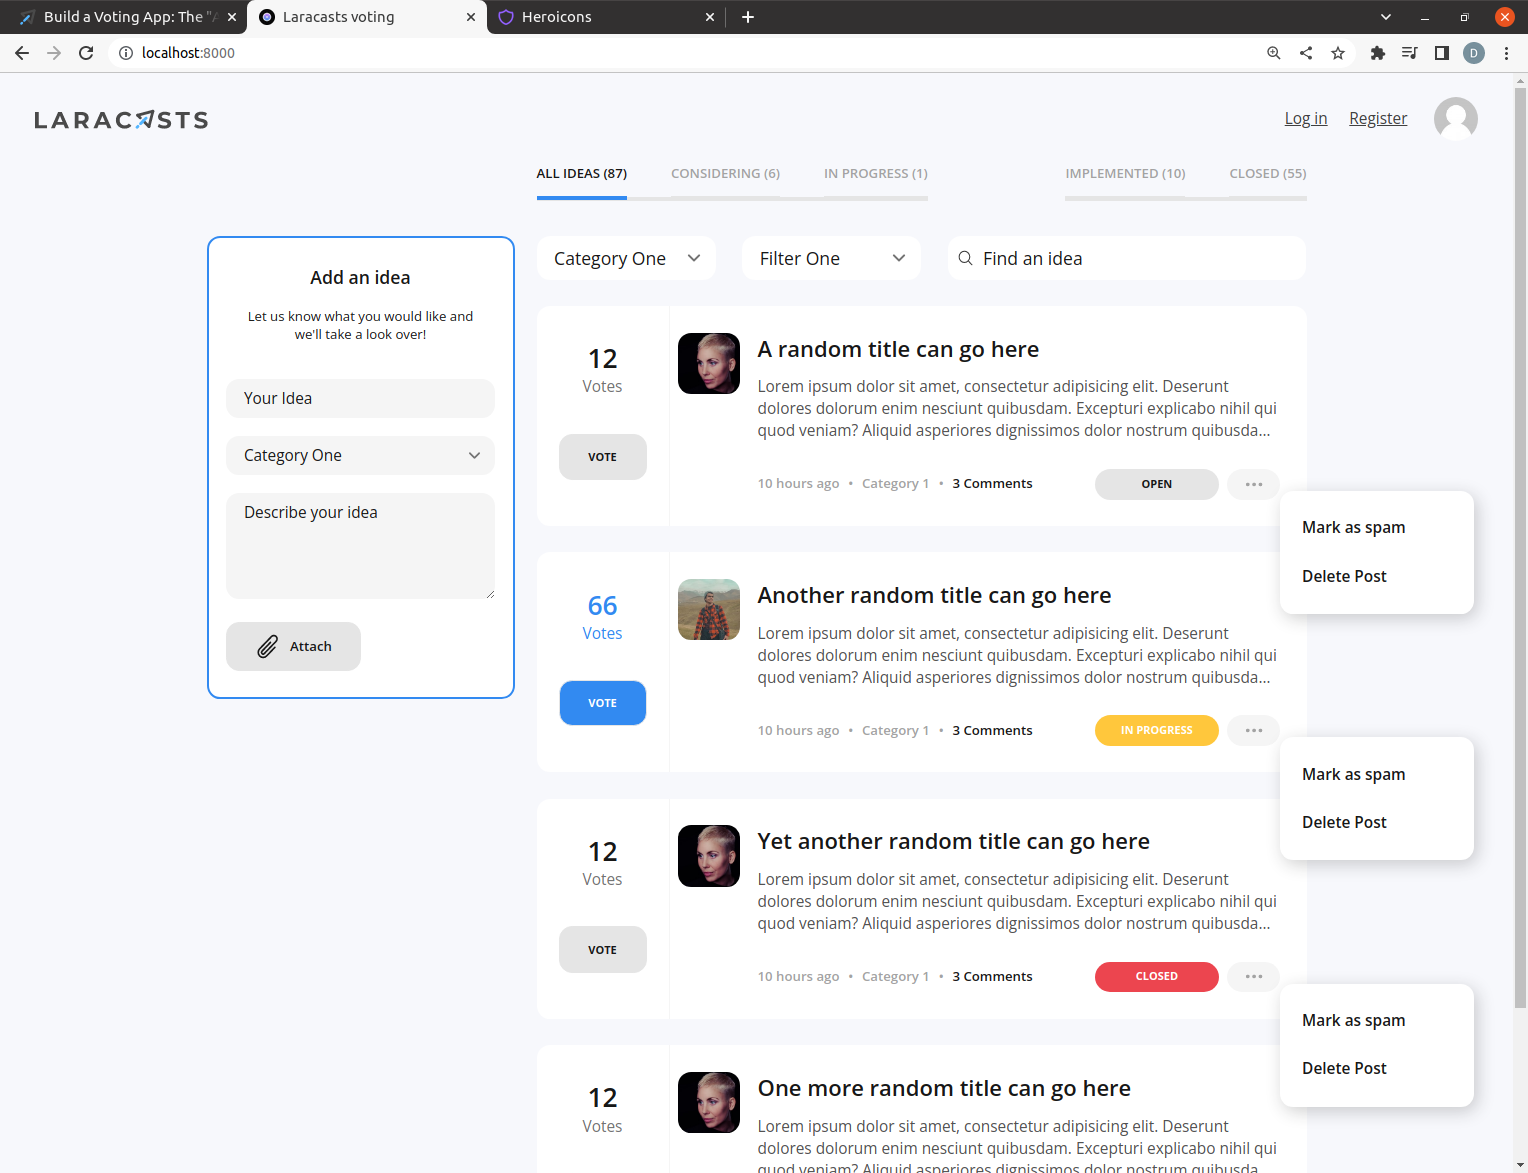 Build a Voting App: The "A
Laracasts voting
Heroicons
localhost:8000
D
LARACASTS
Log in
Register
ALL IDEAS (87)
CONSIDERING (6)
IN PROGRESS (1)
IMPLEMENTED (10)
CLOSED (55)
Add an idea
Let us know what you would like and
we'll take a look over!
Your Idea
Category One
Describe your idea
Attach
Category One
Filter One
Find an idea
12
Votes
VOTE
A random title can go here
Lorem ipsum dolor sit amet, consectetur adipisicing elit. Deserunt
dolores dolorum enim nesciunt quibusdam. Excepturi explicabo nihil qui
quod veniam? Aliquid asperiores dignissimos dolor nostrum quibusda...
10 hours ago • Category 1 • 3 Comments
OPEN
Mark as spam
Delete Post
66
Votes
VOTE
Another random title can go here
Lorem ipsum dolor sit amet, consectetur adipisicing elit. Deserunt
dolores dolorum enim nesciunt quibusdam. Excepturi explicabo nihil qui
quod veniam? Aliquid asperiores dignissimos dolor nostrum quibusda...
10 hours ago • Category 1 • 3 Comments
IN PROGRESS
Mark as spam
Delete Post
12
Votes
VOTE
Yet another random title can go here
Lorem ipsum dolor sit amet, consectetur adipisicing elit. Deserunt
dolores dolorum enim nesciunt quibusdam. Excepturi explicabo nihil qui
quod veniam? Aliquid asperiores dignissimos dolor nostrum quibusda...
10 hours ago • Category 1 • 3 Comments
CLOSED
Mark as spam
Delete Post
12
Votes
One more random title can go here
Lorem ipsum dolor sit amet, consectetur adipisicing elit. Deserunt
dolores dolorum enim nesciunt quibusdam. Excepturi explicabo nihil qui
quod veniam? Aliquid asperiores dignissimos dolor nostrum quibusda